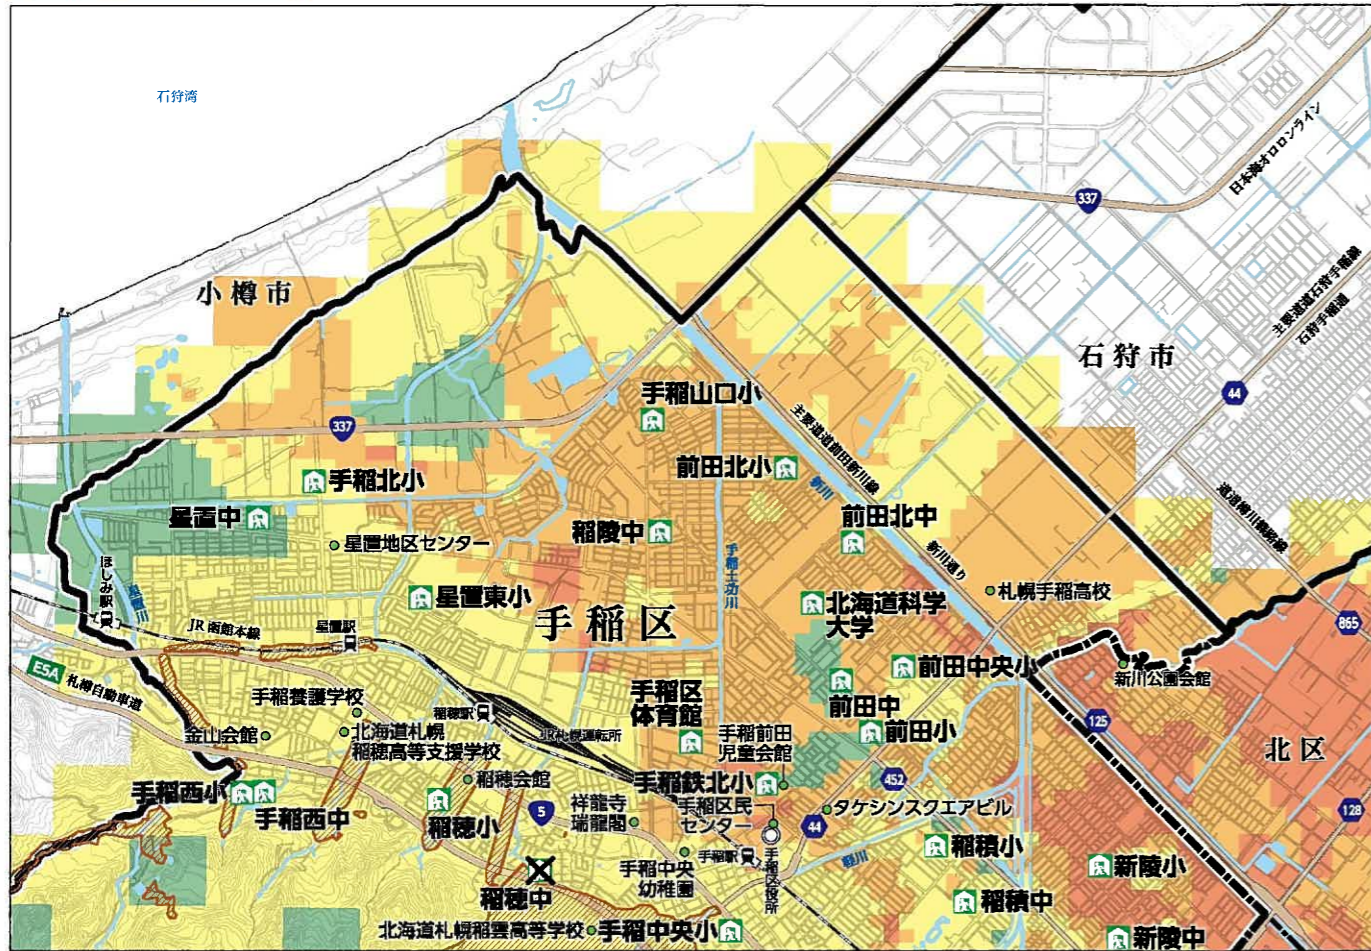 石狩湾
日本海オロロンライン
337
小樽市
主要道道石狩手稲線
石狩手稲通
石狩市
44
手稲山口小
主要道道前田新川線
337
前田北小
新川
手稲北小
星置中
稲陵中
前田北中
道道樽川篠路線
星置地区センター
新川通り
ほしみ駅
星置川
手稲土功川
星置東小
北海道科学
大学
札幌手稲高校
手稲区
865
JR函館本線
星置駅
E5A
札幌自動車道
前田中央小
新川公園会館
手稲養護学校
手稲区
体育館
前田中
稲穂駅
金山会館
北海道札幌
稲穂高等支援学校
JR札幌運転所
手稲前田
児童会館
前田小
125
北区
手稲西小
手稲西中
稲穂会館
手稲鉄北小
452
稲穂小
5
祥龍寺
瑞龍閣
手稲区民
センター
44
タケシンスクエアビル
128
手稲中央
幼稚園
手稲駅
手稲区役所
軽川
稲積小
新陵小
稲穂中
稲積中
北海道札幌稲雲高等学校
手稲中央小
新陵中